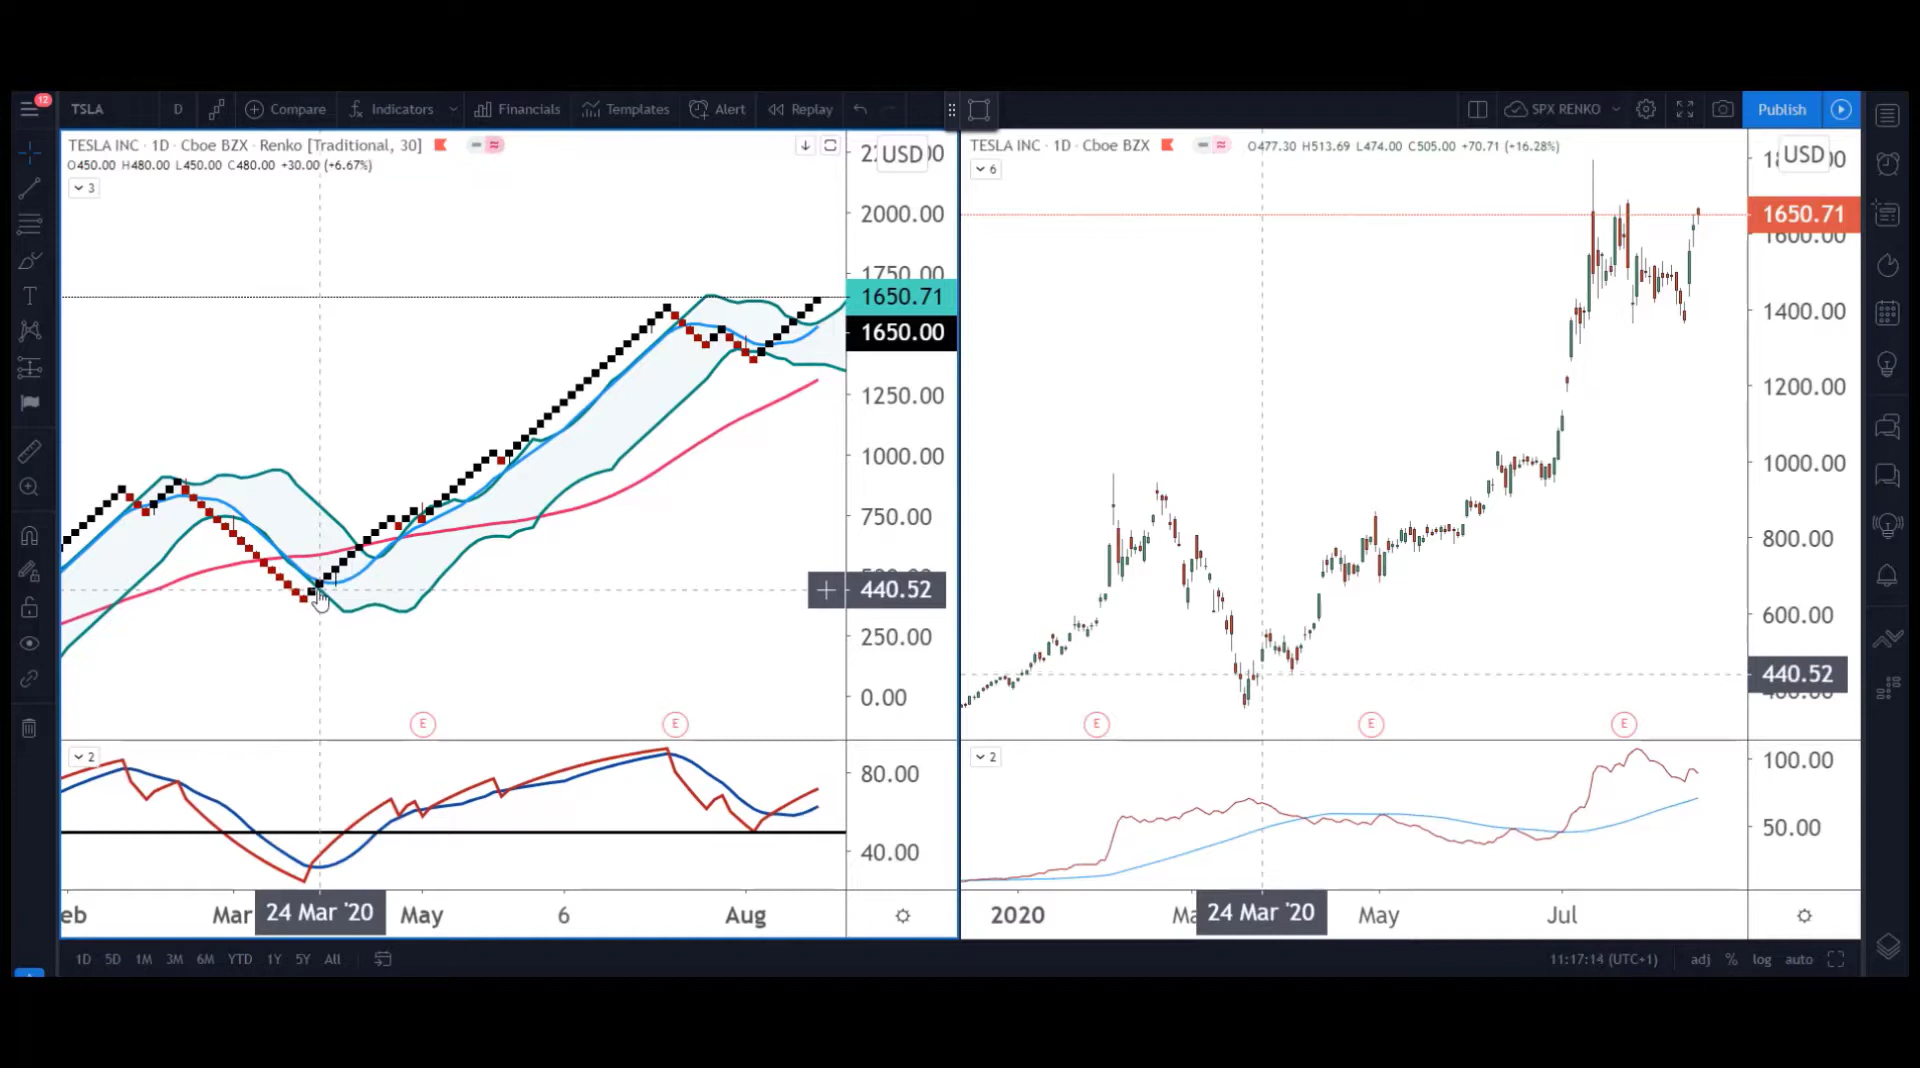 12
TSLA D Compare Indicators Financials Templates Alert Replay SPX RENKO Publish
TESLA INC · 1D · Cboe BZX · Renko [Traditional, 30]
O450.00 H480.00 L450.00 C480.00 +30.00 (+6.67%)
3
USD
2000.00
1750.00
1650.71
1650.00
1250.00
1000.00
750.00
440.52
250.00
0.00
E E
2
80.00
40.00
eb Mar 24 Mar '20 May 6 Aug
TESLA INC · 1D · Cboe BZX O477.30 H513.69 L474.00 C505.00 +70.71 (+16.28%)
6
USD
1650.71
1600.00
1400.00
1200.00
1000.00
800.00
600.00
440.52
E E E
2
100.00
50.00
2020 24 Mar '20 May Jul
1D 5D 1M 3M 6M YTD 1Y 5Y All 11:17:14 (UTC+1) adj % log auto